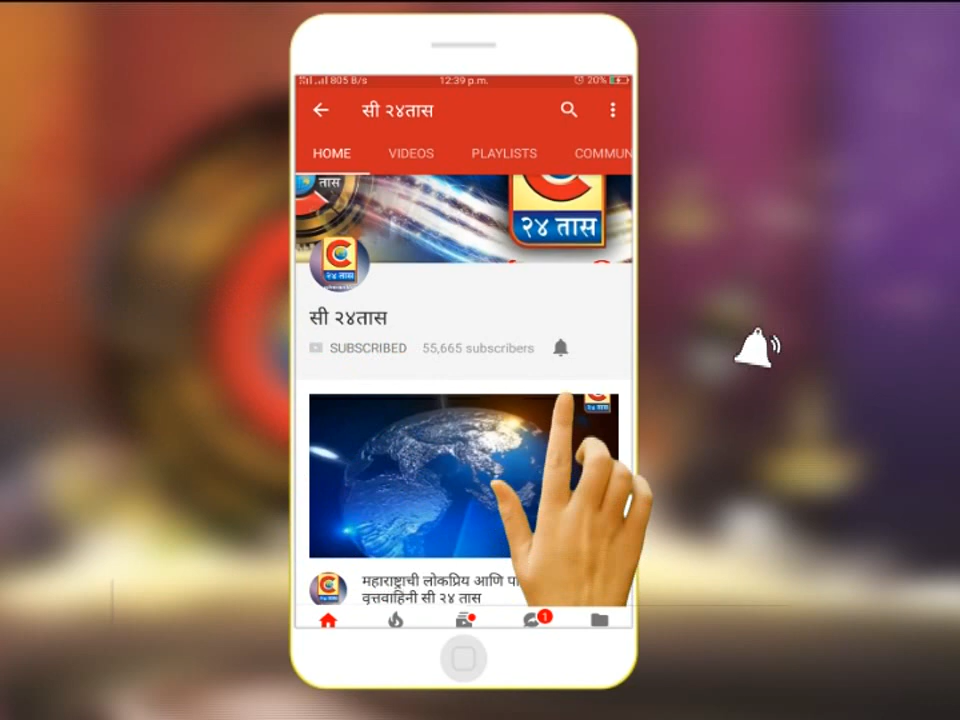 805 B/s 12:39 p.m. 20%
सी २४तास
HOME VIDEOS PLAYLISTS COMMUN
तास
२४ तास
२४ तास
सी २४तास
SUBSCRIBED 55,665 subscribers
२४ तास
महाराष्ट्राची लोकप्रिय आणि
वृत्तवाहिनी सी २४ तास
1